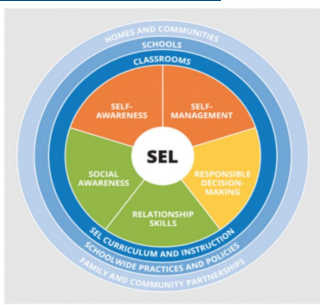 HOMES AND COMMUNITIES
SCHOOLS
CLASSROOMS
SELF-
AWARENESS
SELF-
MANAGEMENT
SEL
SOCIAL
AWARENESS
RESPONSIBLE
DECISION-
MAKING
RELATIONSHIP
SKILLS
SEL CURRICULUM AND INSTRUCTION
SCHOOLWIDE PRACTICES AND POLICIES
FAMILY AND COMMUNITY PARTNERSHIPS